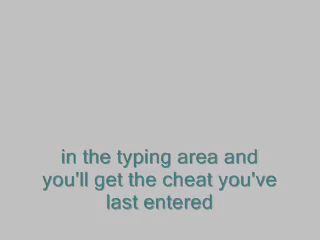 in the typing area and
you'll get the cheat you've
last entered